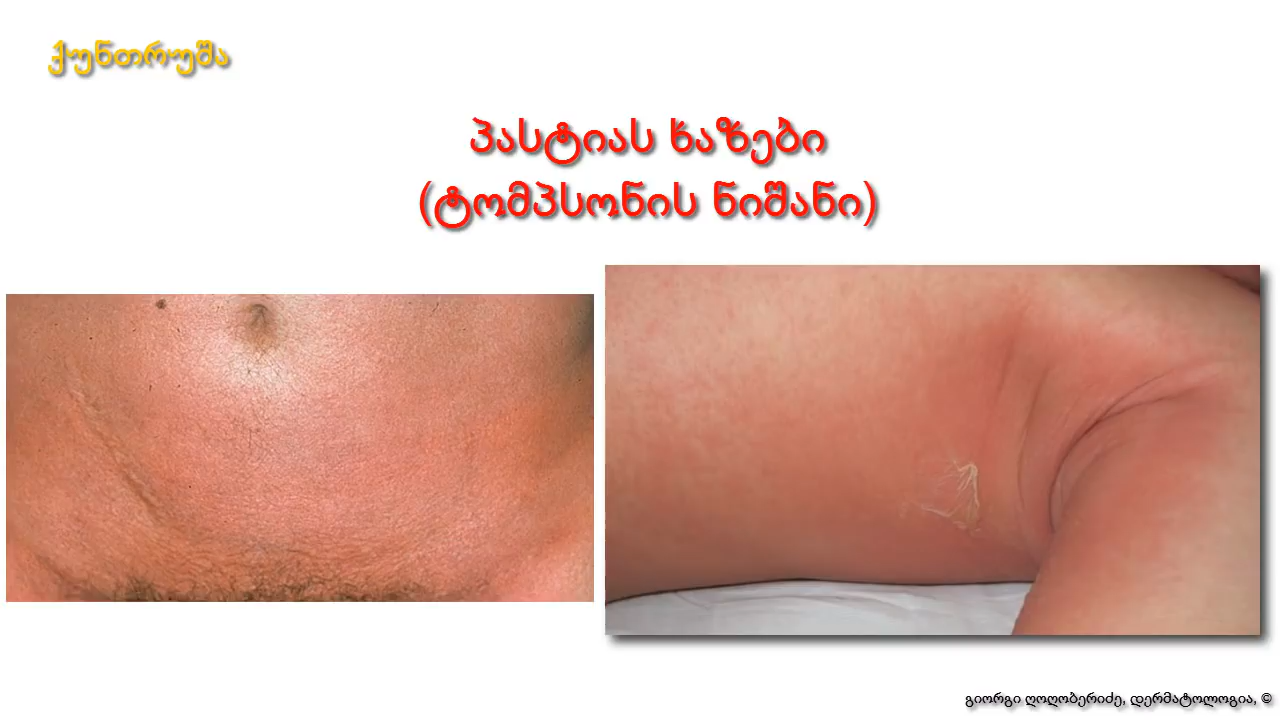 ქუნთრუშა
პასტიას ხაზები
(ტომპსონის ნიშანი)
გიორგი ღოღობერიძე, დერმატოლოგია, ©